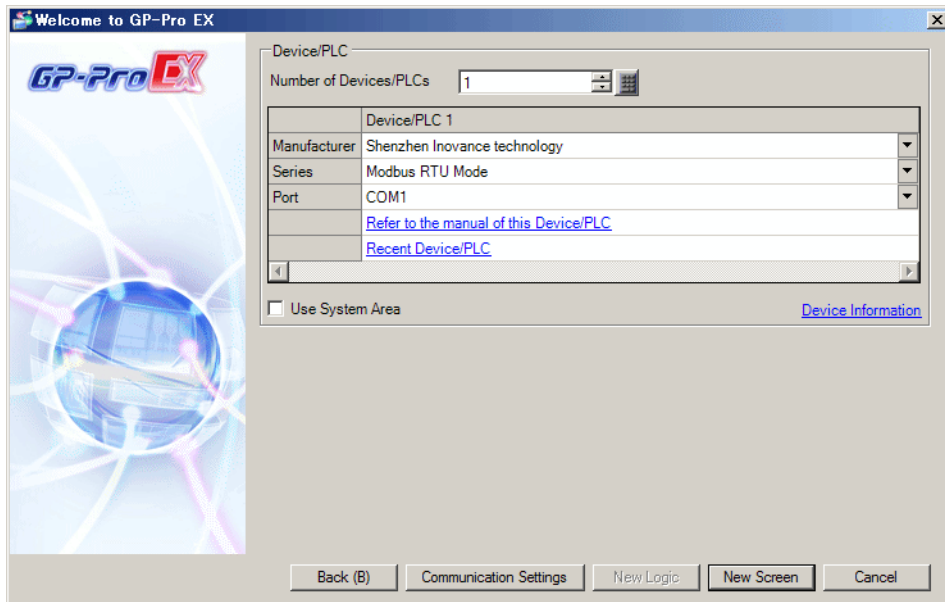 Welcome to GP-Pro EX
GP-Pro EX
Device/PLC
Number of Devices/PLCs 1
Device/PLC 1
Manufacturer Shenzhen Inovance technology
Series Modbus RTU Mode
Port COM1
Refer to the manual of this Device/PLC
Recent Device/PLC
Use System Area Device Information
Back (B) Communication Settings New Logic New Screen Cancel